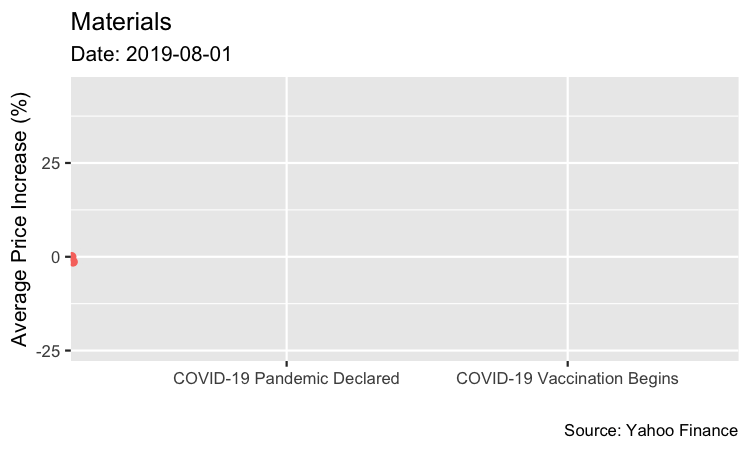 Materials
Date: 2019-08-01
Average Price Increase (%)
25
0
-25
COVID-19 Pandemic Declared
COVID-19 Vaccination Begins
Source: Yahoo Finance